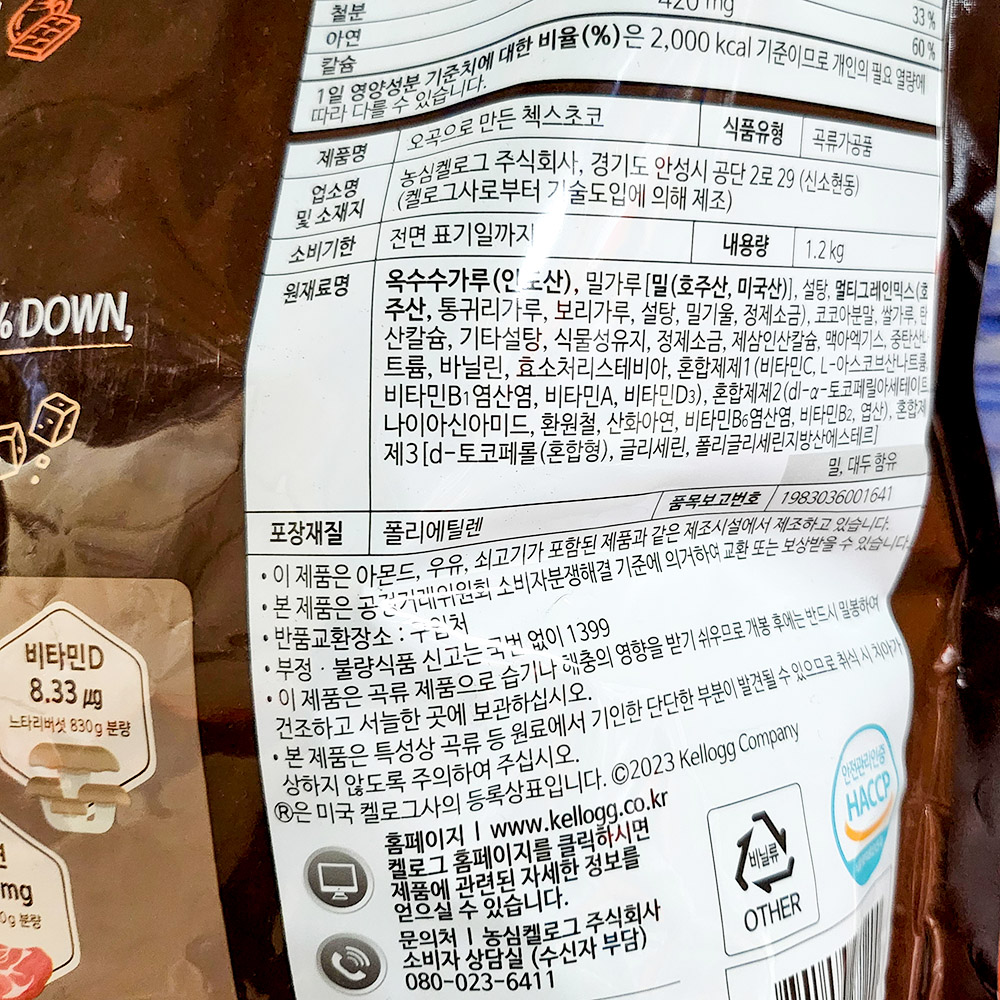 철분
아연
칼슘
420 mg
33 %
60 %
1일 영양성분 기준치에 대한 비율(%)은 2,000 kcal 기준이므로 개인의 필요 열량에
따라 다를 수 있습니다.
제품명 오곡으로 만든 첵스초코 식품유형 곡류가공품
업소명
및 소재지
농심켈로그 주식회사, 경기도 안성시 공단 2로 29 (신소현동)
(켈로그사로부터 기술도입에 의해 제조)
소비기한 전면 표기일까지 내용량 1.2 kg
원재료명
옥수수가루(인도산), 밀가루[밀(호주산, 미국산)], 설탕, 멀티그레인믹스(호
주산, 통귀리가루, 보리가루, 설탕, 밀기울, 정제소금), 코코아분말, 쌀가루, 탄
산칼슘, 기타설탕, 식물성유지, 정제소금, 제삼인산칼슘, 맥아엑기스, 중탄산나
트륨, 바닐린, 효소처리스테비아, 혼합제제1(비타민C, L-아스코브산나트륨,
비타민B1염산염, 비타민A, 비타민D3), 혼합제제2(dl-α-토코페릴아세테이트,
나이아신아미드, 환원철, 산화아연, 비타민B6염산염, 비타민B2, 엽산), 혼합제
제3[d-토코페롤(혼합형), 글리세린, 폴리글리세린지방산에스테르]
밀, 대두 함유
품목보고번호 1983036001641
포장재질 폴리에틸렌
• 이 제품은 아몬드, 우유, 쇠고기가 포함된 제품과 같은 제조시설에서 제조하고 있습니다.
• 본 제품은 공정거래위원회 소비자분쟁해결 기준에 의거하여 교환 또는 보상받을 수 있습니다.
• 반품교환장소 : 구입처
• 부정 · 불량식품 신고는 국번 없이 1399
• 이 제품은 곡류 제품으로 습기나 해충의 영향을 받기 쉬우므로 개봉 후에는 반드시 밀봉하여
건조하고 서늘한 곳에 보관하십시오.
• 본 제품은 특성상 곡류 등 원료에서 기인한 단단한 부분이 발견될 수 있으므로 취식 시 치아가
상하지 않도록 주의하여 주십시오.
®은 미국 켈로그사의 등록상표입니다. ©2023 Kellogg Company
홈페이지 | www.kellogg.co.kr
켈로그 홈페이지를 클릭하시면
제품에 관련된 자세한 정보를
얻으실 수 있습니다.
문의처 | 농심켈로그 주식회사
소비자 상담실 (수신자 부담)
080-023-6411
비닐류
OTHER
안전관리인증
HACCP
% DOWN,
비타민D
8.33 μg
느타리버섯 830g 분량
mg
0g 분량